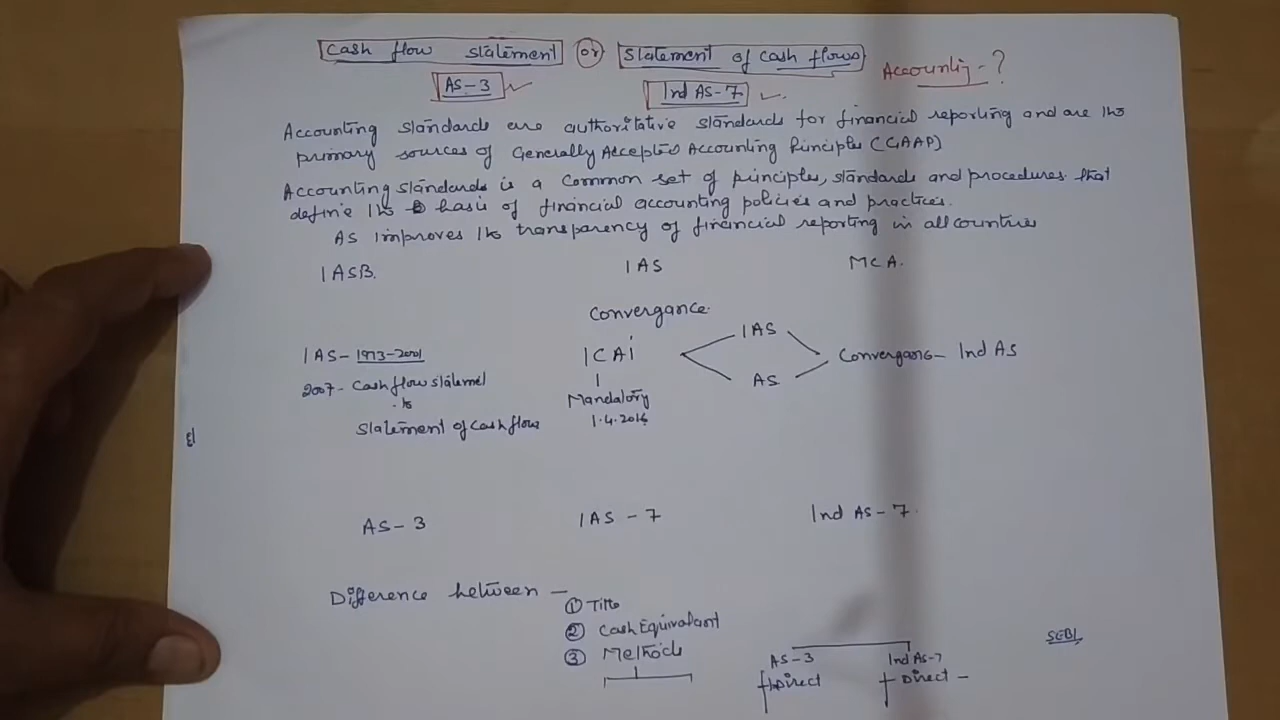 Cash flow statement or Statement of cash flows
Accounting - ?
AS-3 Ind AS-7
Accounting standards are authoritative standards for financial reporting and are the
primary sources of Generally Accepted Accounting Principles (GAAP)
Accounting standards is a common set of principles, standards and procedures that
define the basis of financial accounting policies and practices.
AS improves the transparency of financial reporting in all countries
IASB. IAS MCA.
Convergance.
IAS
IAS - 1973-2001 ICAI Convergans - Ind AS
AS
2007 - Cash flow statement
to
Mandatory
Statement of cash flow
1.4.2016
13
AS-3 IAS-7 Ind AS-7.
Difference between -
① Title
② Cash Equivalant
③ Methods
SEBI
AS-3 Ind AS-7
Direct Direct -